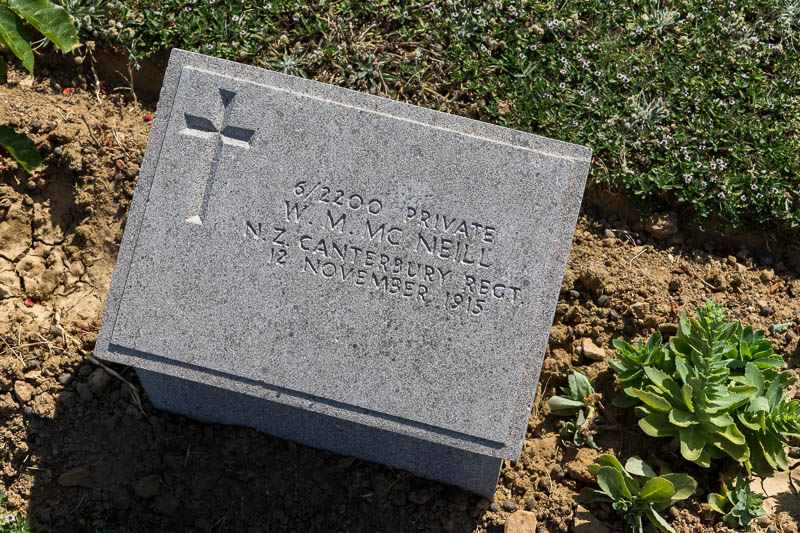 6/2200 PRIVATE
W. M. MC NEILL
N. Z. CANTERBURY REGT.
12 NOVEMBER 1915